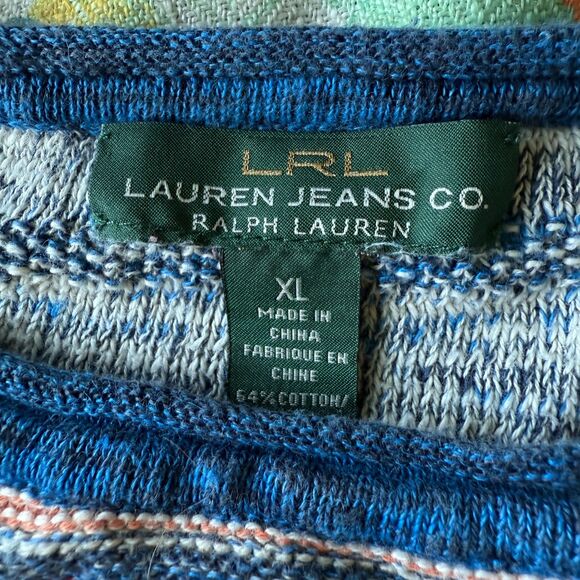 LRL
LAUREN JEANS CO.
RALPH LAUREN
XL
MADE IN
CHINA
FABRIQUE EN
CHINE
64% COTTON/